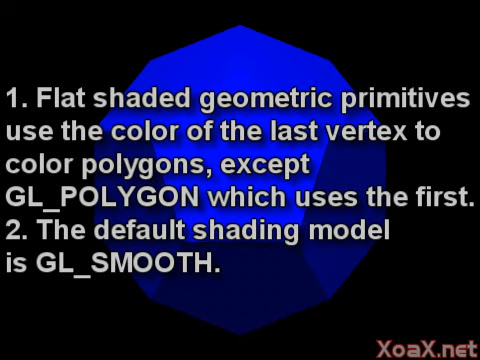 1. Flat shaded geometric primitives
use the color of the last vertex to
color polygons, except
GL_POLYGON which uses the first.
2. The default shading model
is GL_SMOOTH.
XoaX.net